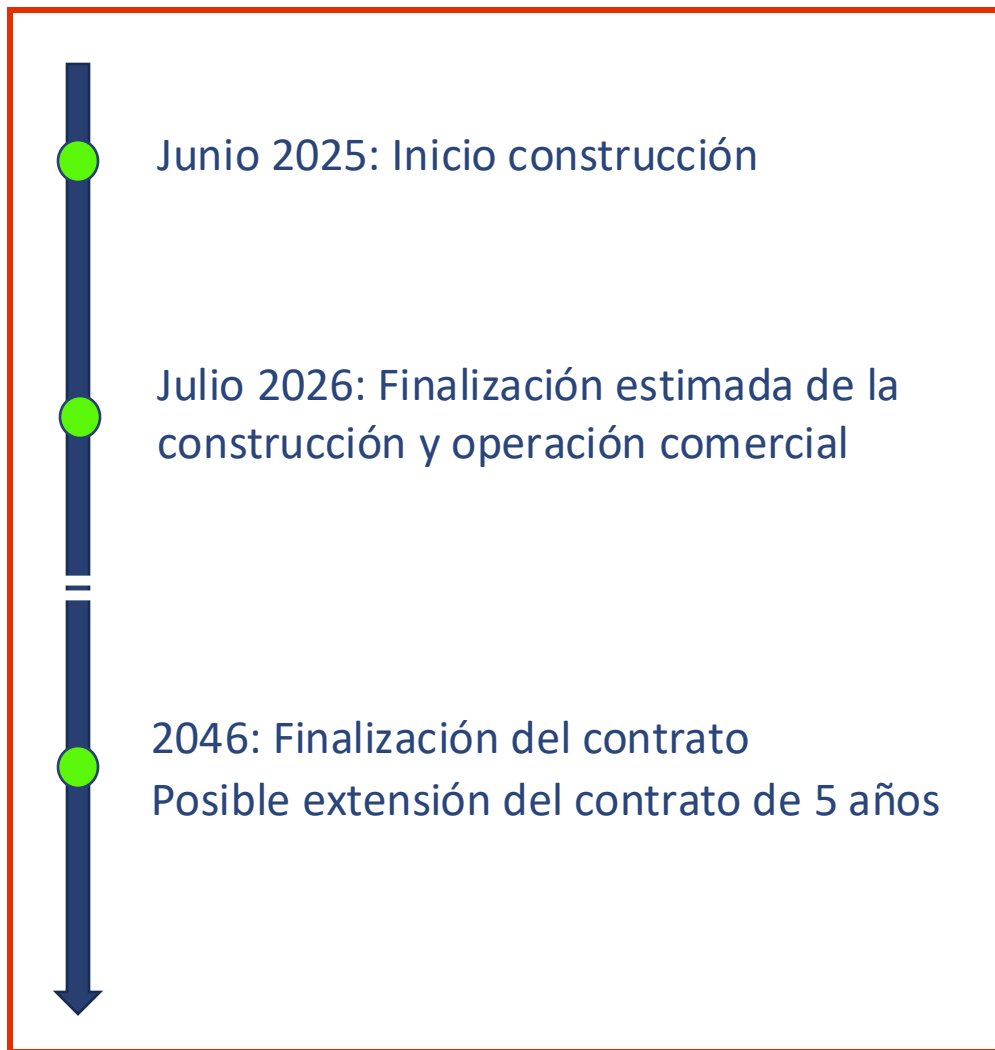 Junio 2025: Inicio construcción
Julio 2026: Finalización estimada de la
construcción y operación comercial
2046: Finalización del contrato
Posible extensión del contrato de 5 años